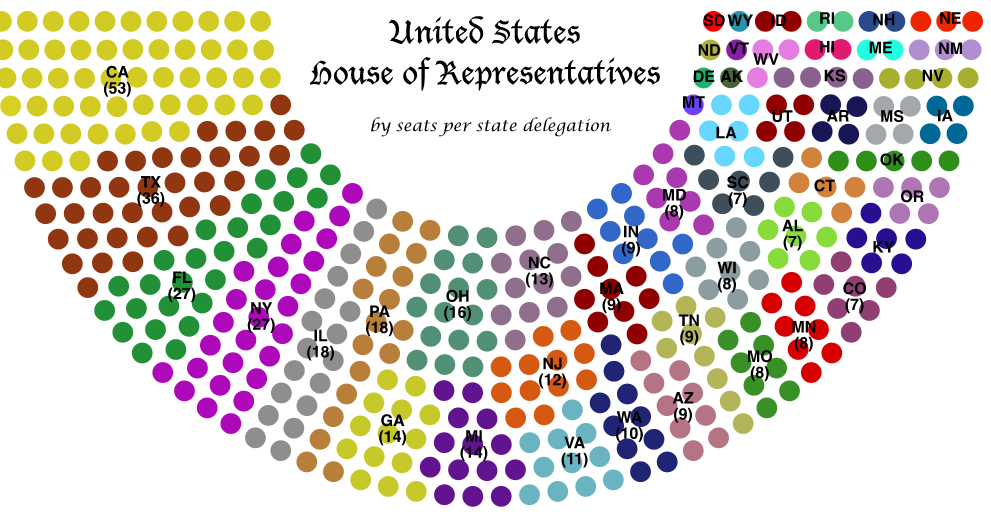 United States
House of Representatives
by seats per state delegation
CA
(53)
TX
(36)
FL
(27)
NY
(27)
IL
(18)
PA
(18)
OH
(16)
GA
(14)
MI
(14)
NC
(13)
NJ
(12)
VA
(11)
WA
(10)
IN
(9)
MA
(9)
TN
(9)
AZ
(9)
MD
(8)
WI
(8)
MO
(8)
MN
(8)
SC
(7)
AL
(7)
CO
(7)
KY
OR
CT
OK
LA
UT
AR
MS
IA
MT
DE
AK
KS
NV
ND
VT
WV
HI
ME
NM
SD
WY
ID
RI
NH
NE